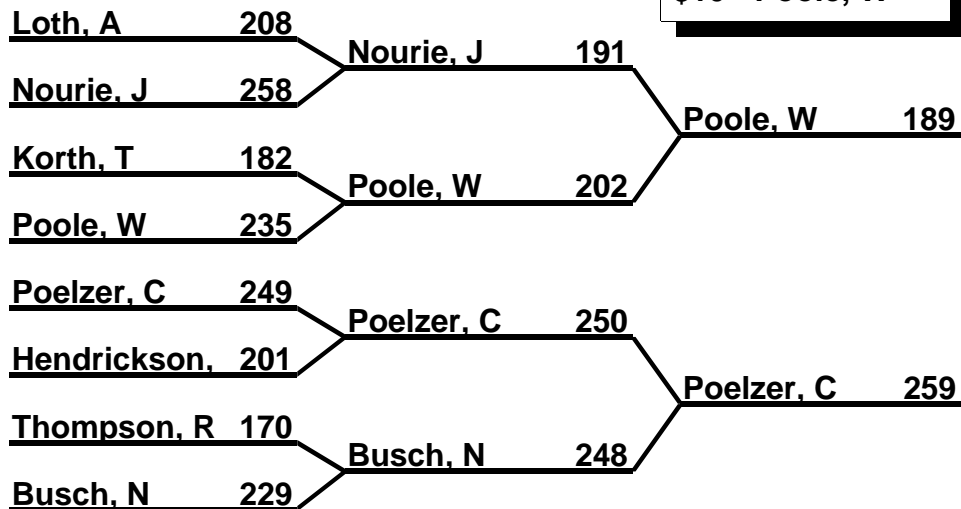 Loth, A 208
Nourie, J 258
Korth, T 182
Poole, W 235
Poelzer, C 249
Hendrickson, 201
Thompson, R 170
Busch, N 229
Nourie, J 191
Poole, W 202
Poelzer, C 250
Busch, N 248
Poole, W 189
Poelzer, C 259